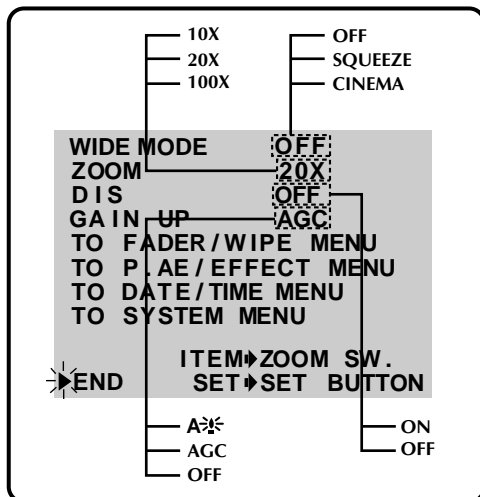 10X
20X
100X
OFF
SQUEEZE
CINEMA
WIDE MODE OFF
ZOOM 20X
DIS OFF
GAIN UP AGC
TO FADER/WIPE MENU
TO P.AE/EFFECT MENU
TO DATE/TIME MENU
TO SYSTEM MENU
ITEM ZOOM SW.
END SET SET BUTTON
A
AGC
OFF
ON
OFF